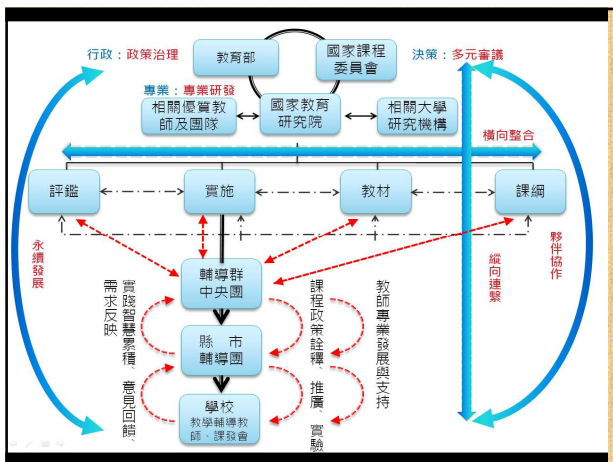 行政：政策治理
教育部
國家課程
委員會
決策：多元審議
專業：專業研發
相關優質教
師及團隊
國家教育
研究院
相關大學
研究機構
橫向整合
評鑑
實施
教材
課綱
永續發展
夥伴協作
縱向連繫
輔導群
中央團
縣　市
輔導團
學校
教學輔導教
師、課發會
實踐智慧累積、意見回饋、
需求反映
課程政策詮釋、推廣、實驗
教師專業發展與支持